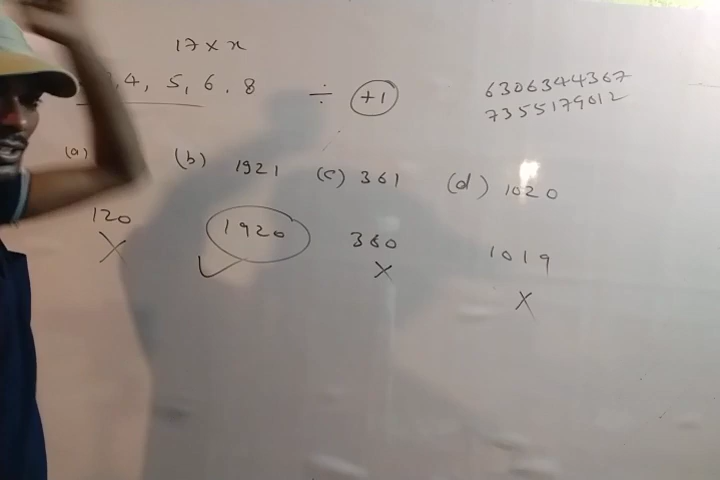 17 × x
4, 5, 6, 8 ÷ +1
6306344367
7355179012
(a) (b) 1921 (c) 361 (d) 1020
120 1920 360 1019
× ✓ × ×